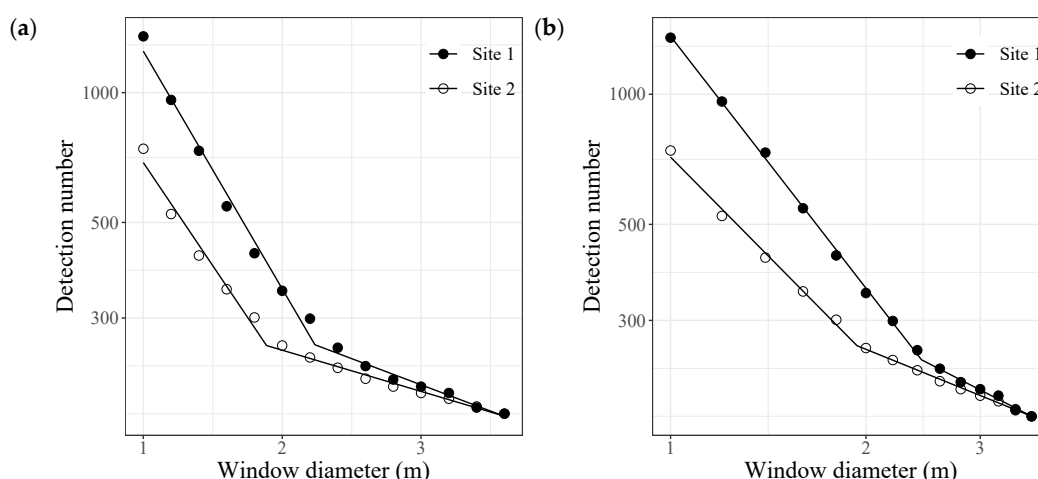 (a)
Detection number
1000
500
300
Site 1
Site 2
1
2
3
Window diameter (m)
(b)
Detection number
1000
500
300
Site 1
Site 2
1
2
3
Window diameter (m)